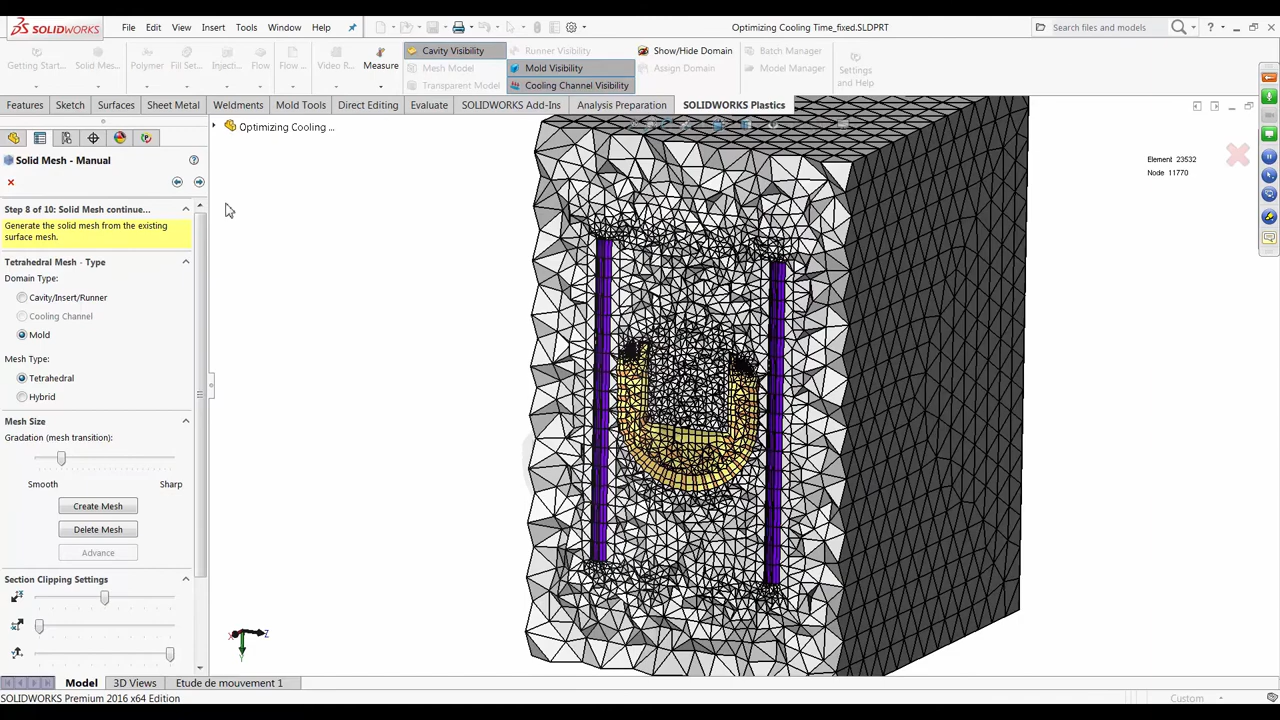 SOLIDWORKS
File Edit View Insert Tools Window Help
Optimizing Cooling Time_fixed.SLDPRT
Search files and models
Getting Start... Solid Mes... Polymer Fill Set... Injecti... Flow Flow ... Video R... Measure
Cavity Visibility Runner Visibility Show/Hide Domain Batch Manager
Mesh Model Mold Visibility Assign Domain Model Manager
Transparent Model Cooling Channel Visibility
Settings
and Help
Features Sketch Surfaces Sheet Metal Weldments Mold Tools Direct Editing Evaluate SOLIDWORKS Add-Ins Analysis Preparation SOLIDWORKS Plastics
Optimizing Cooling ...
Solid Mesh - Manual
Element 23532
Node 11770
Step 8 of 10: Solid Mesh continue...
Generate the solid mesh from the existing
surface mesh.
Tetrahedral Mesh - Type
Domain Type:
Cavity/Insert/Runner
Cooling Channel
Mold
Mesh Type:
Tetrahedral
Hybrid
Mesh Size
Gradation (mesh transition):
Smooth Sharp
Create Mesh
Delete Mesh
Advance
Section Clipping Settings
X Z
Y
Model 3D Views Etude de mouvement 1
SOLIDWORKS Premium 2016 x64 Edition
Custom